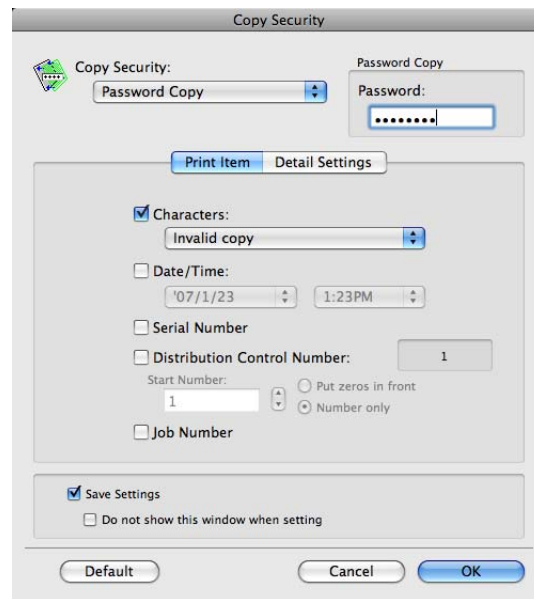 Copy Security
Copy Security:
Password Copy
Password Copy
Password:
••••••••
Print Item Detail Settings
Characters:
Invalid copy
Date/Time:
'07/1/23 1:23PM
Serial Number
Distribution Control Number: 1
Start Number:
1
Put zeros in front
Number only
Job Number
Save Settings
Do not show this window when setting
Default Cancel OK